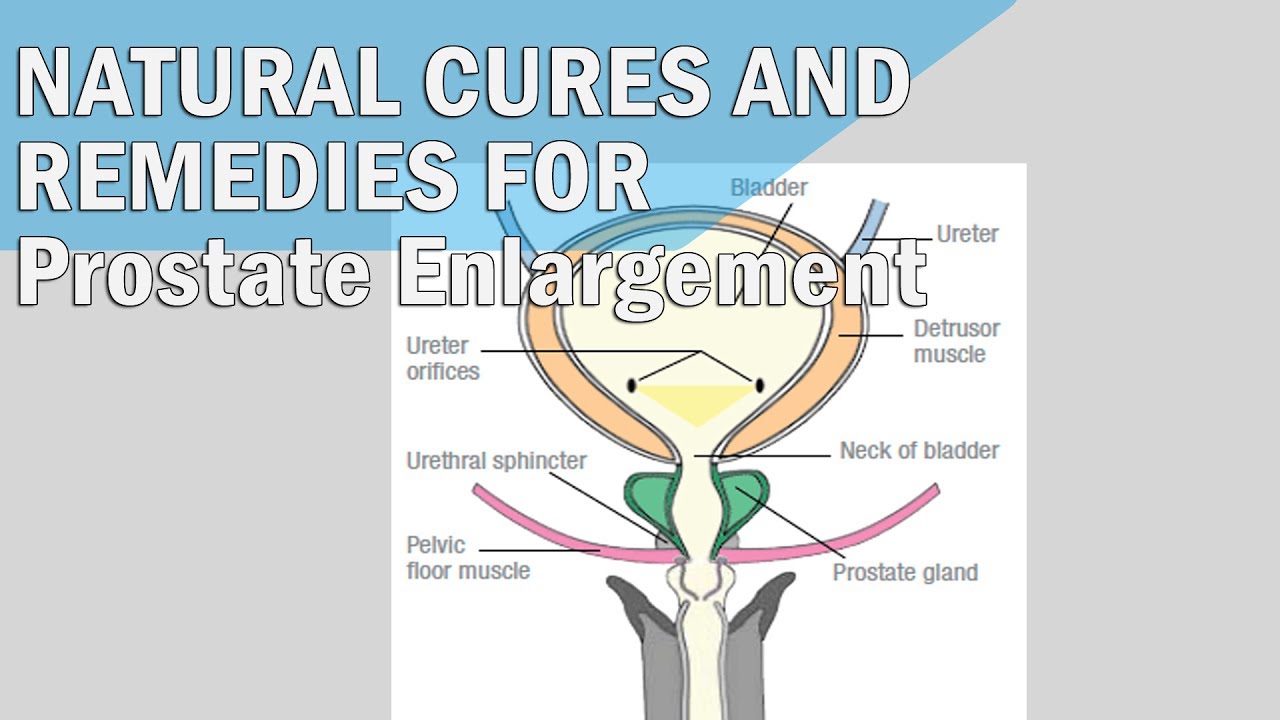 NATURAL CURES AND
REMEDIES FOR
Prostate Enlargement
Bladder
Ureter
Detrusor
muscle
Ureter
orifices
Neck of bladder
Urethral sphincter
Pelvic
floor muscle
Prostate gland